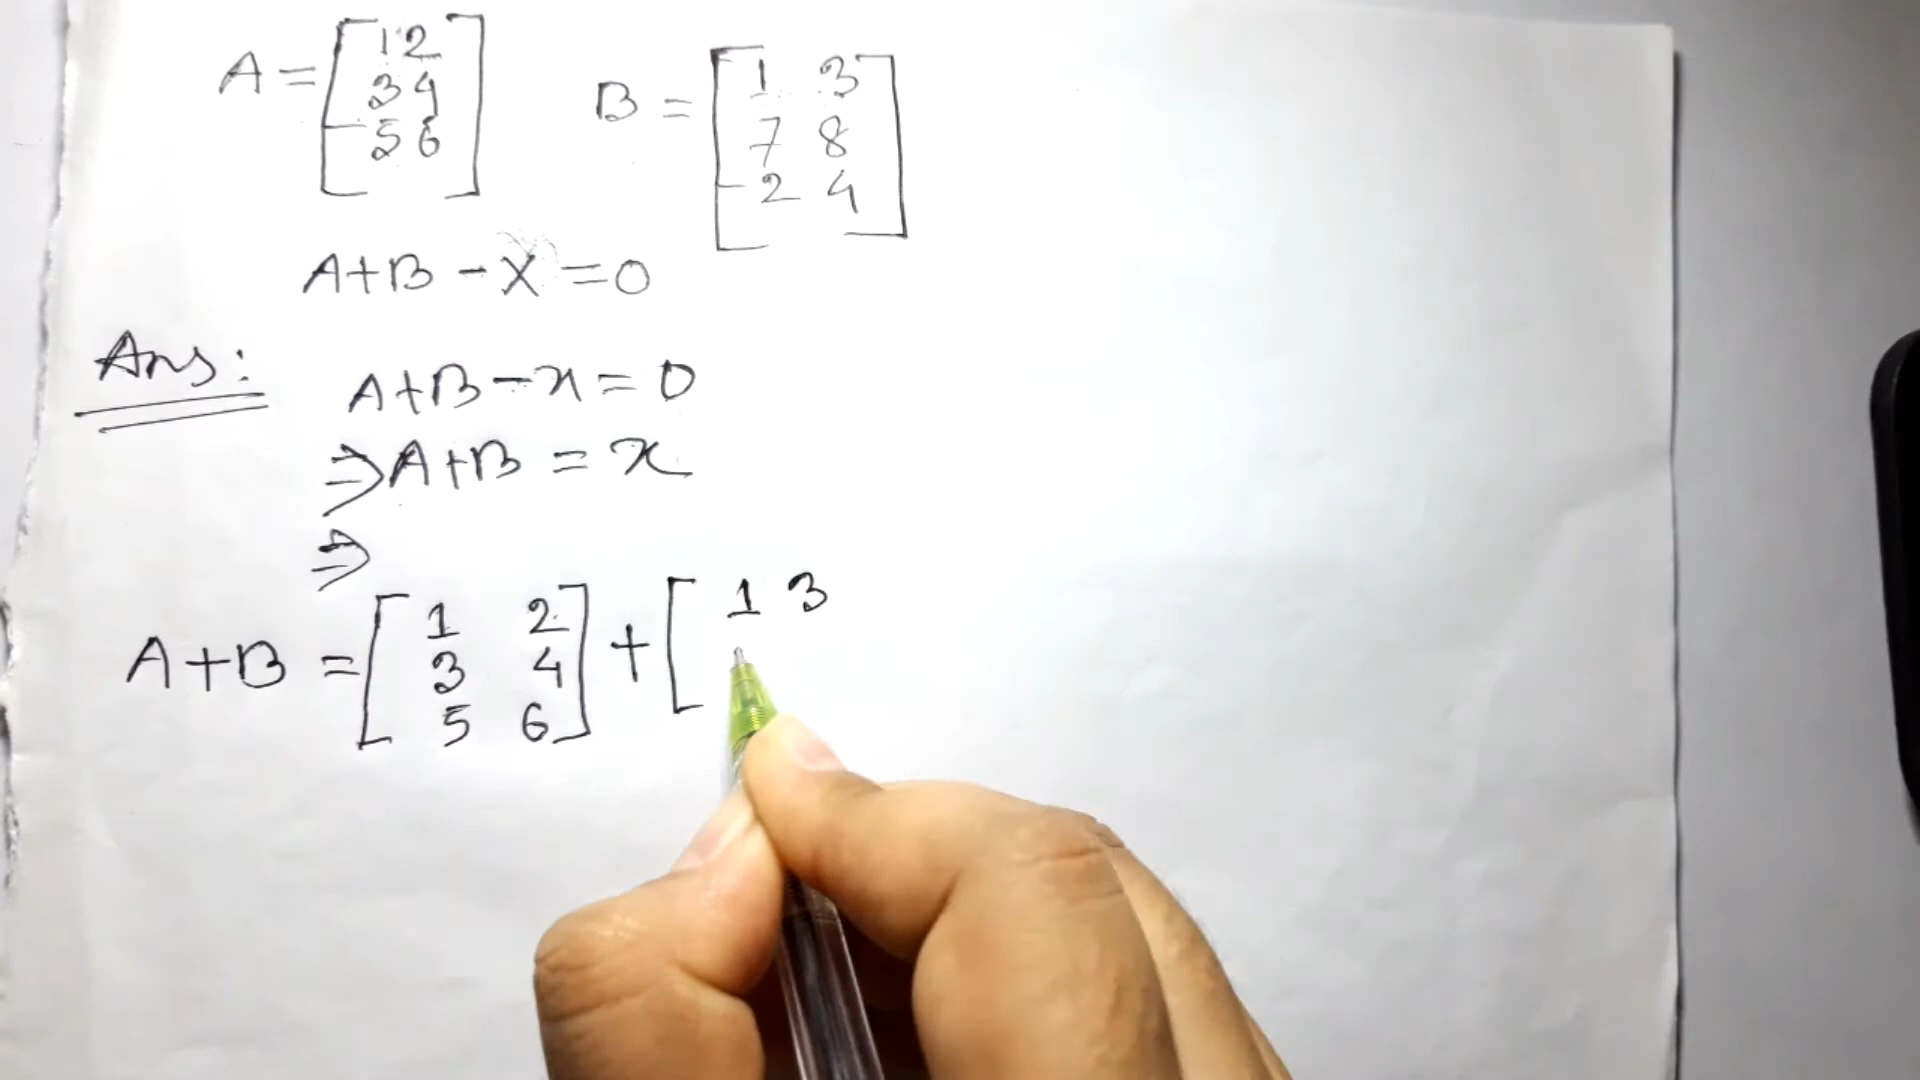 A = [1 2 B = [1 3
3 4 7 8
5 6] 2 4]
A+B - X = 0
Ans:
A+B - x = 0
⇒ A+B = x
⇒
A+B = [1 2 + [1 3
3 4
5 6]